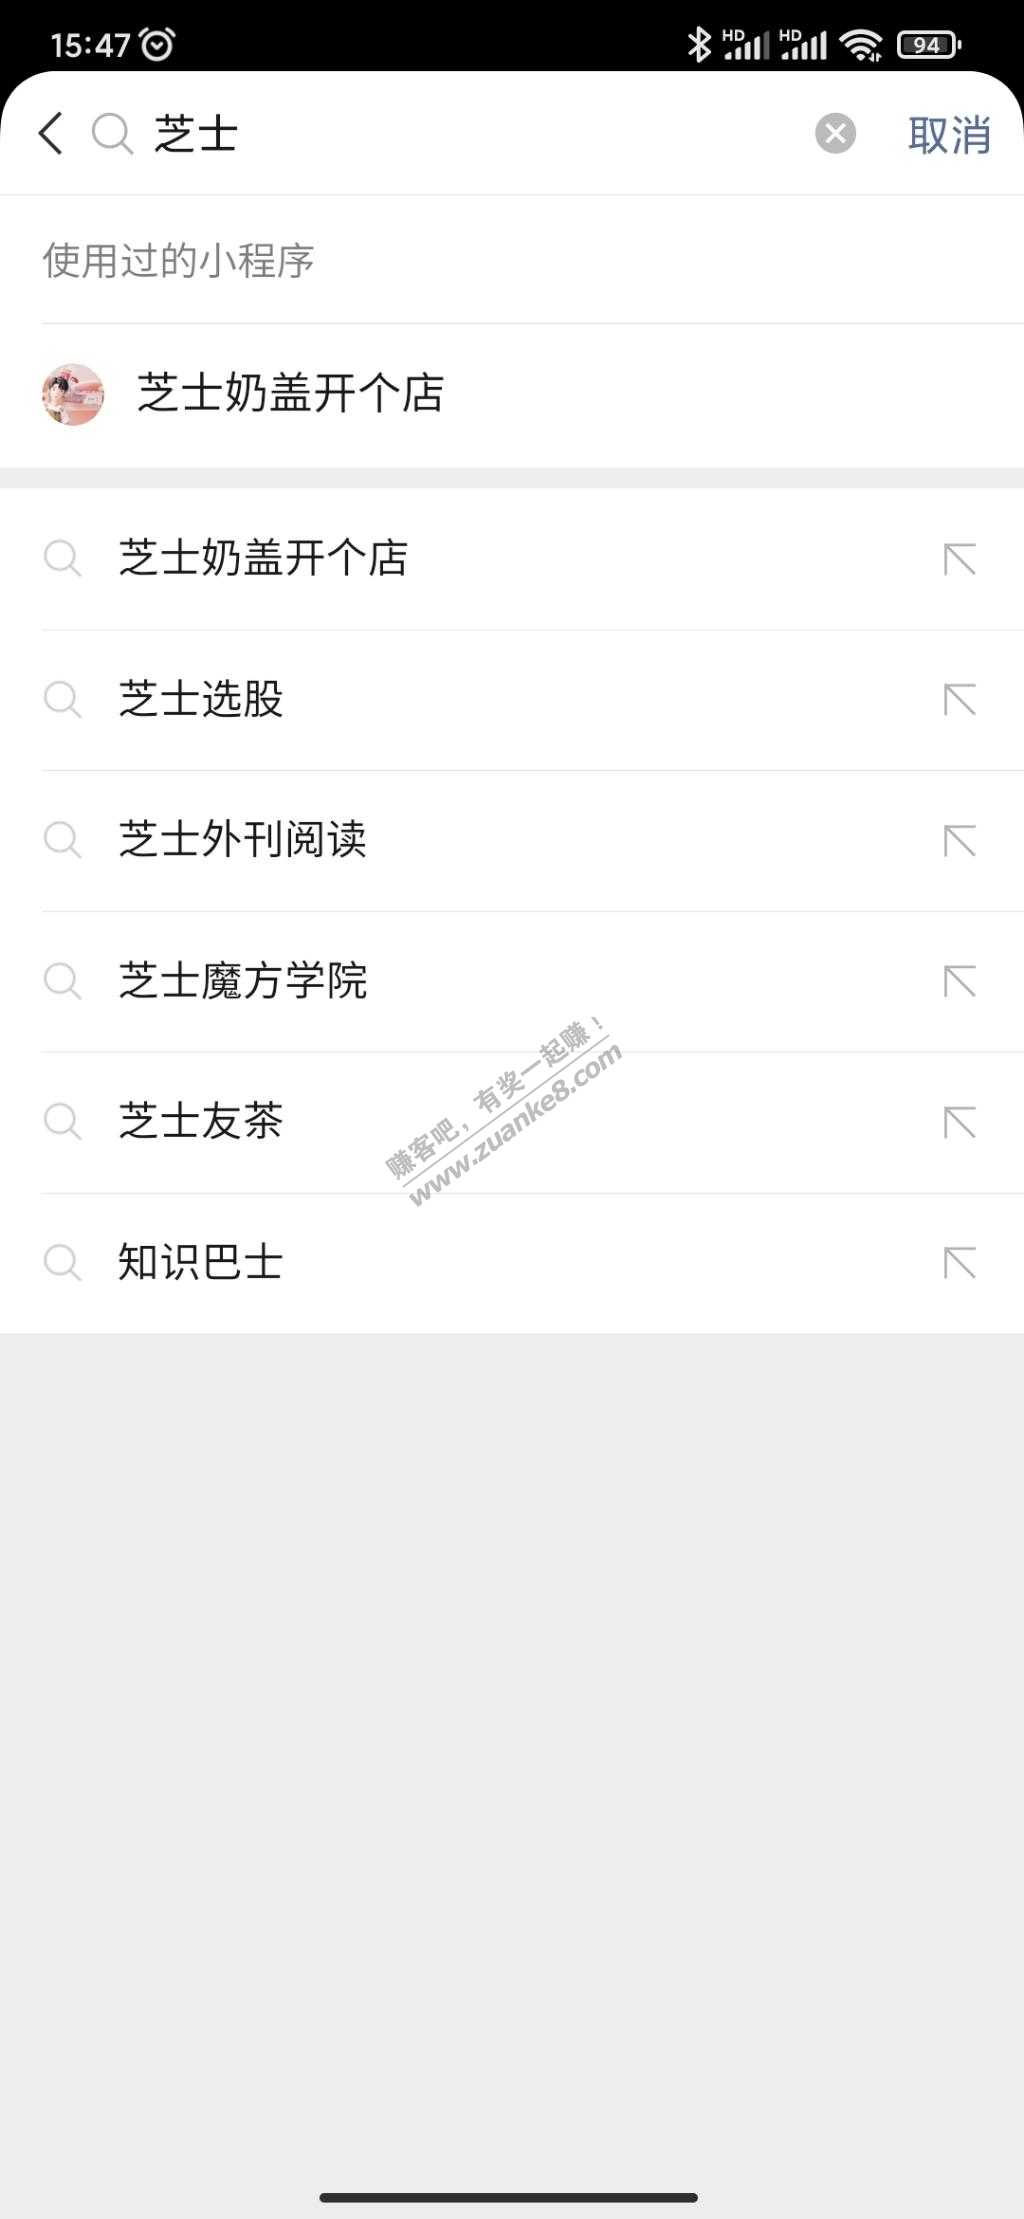 15:47
HD HD 94
芝士
取消
使用过的小程序
芝士奶盖开个店
芝士奶盖开个店
芝士选股
芝士外刊阅读
芝士魔方学院
芝士友茶
知识巴士
赚客吧，有奖一起赚！
www.zuanke8.com